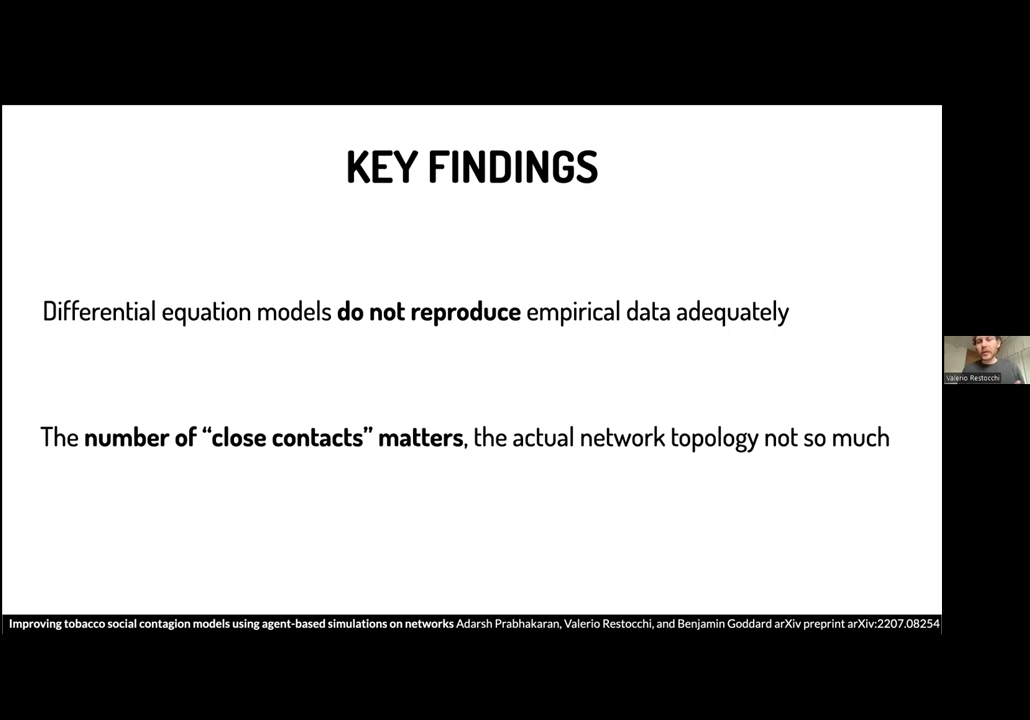 KEY FINDINGS
Differential equation models do not reproduce empirical data adequately
Valerio Restocchi
The number of “close contacts” matters, the actual network topology not so much
Improving tobacco social contagion models using agent-based simulations on networks Adarsh Prabhakaran, Valerio Restocchi, and Benjamin Goddard arXiv preprint arXiv:2207.08254